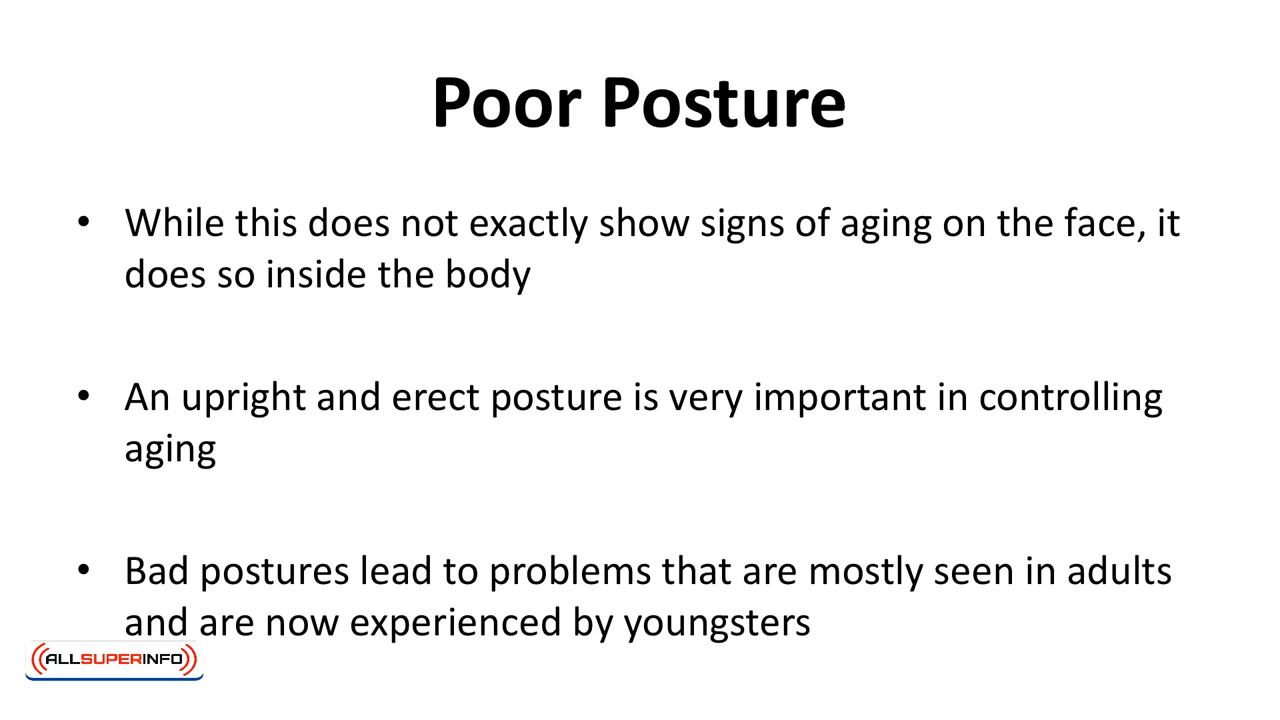 Poor Posture
• While this does not exactly show signs of aging on the face, it
does so inside the body
• An upright and erect posture is very important in controlling
aging
• Bad postures lead to problems that are mostly seen in adults
and are now experienced by youngsters
ALLSUPERINFO